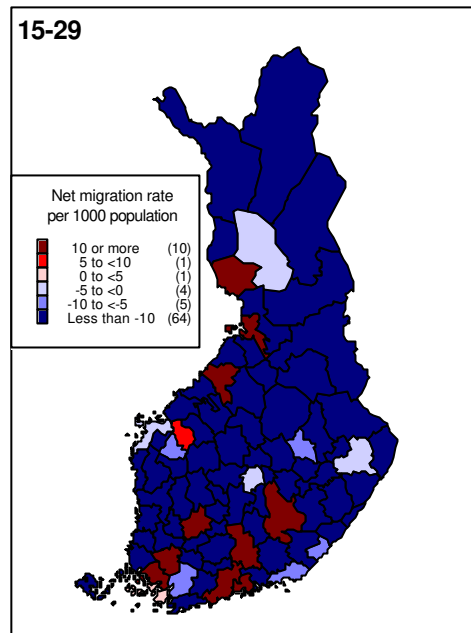 15-29
Net migration rate
per 1000 population
10 or more (10)
5 to <10 (1)
0 to <5 (1)
-5 to <0 (4)
-10 to <-5 (5)
Less than -10 (64)